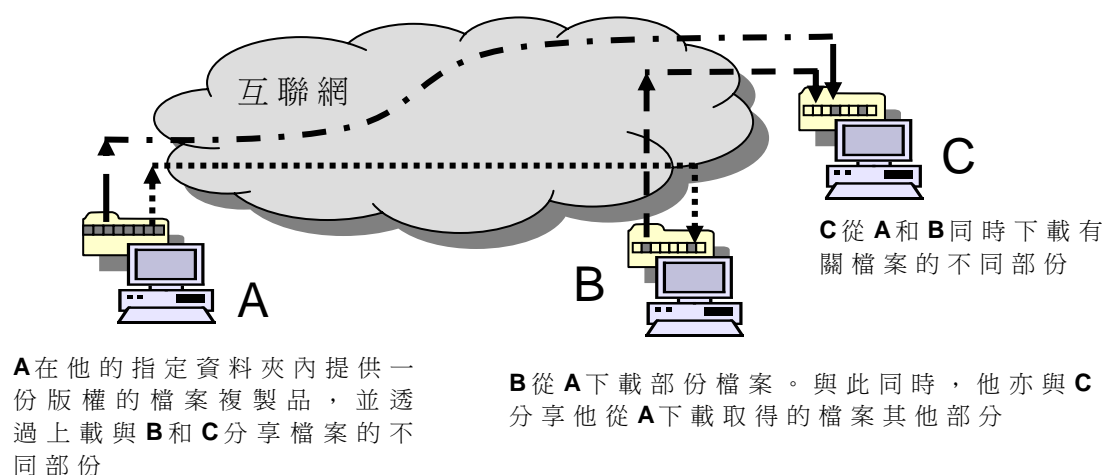 互聯網
C
C從 A和 B同時下載有
關檔案的不同部份
B
A
A在他的指定資料夾內提供一
份版權的檔案複製品，並透
過上載與 B和 C分享檔案的不
同部份
B從 A下載部份檔案。與此同時，他亦與 C
分享他從 A下載取得的檔案其他部分